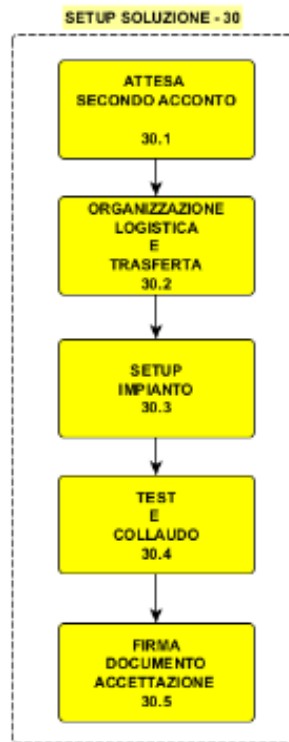 SETUP SOLUZIONE - 30
ATTESA
SECONDO ACCONTO
30.1
ORGANIZZAZIONE
LOGISTICA
E
TRASFERTA
30.2
SETUP
IMPIANTO
30.3
TEST
E
COLLAUDO
30.4
FIRMA
DOCUMENTO
ACCETTAZIONE
30.5